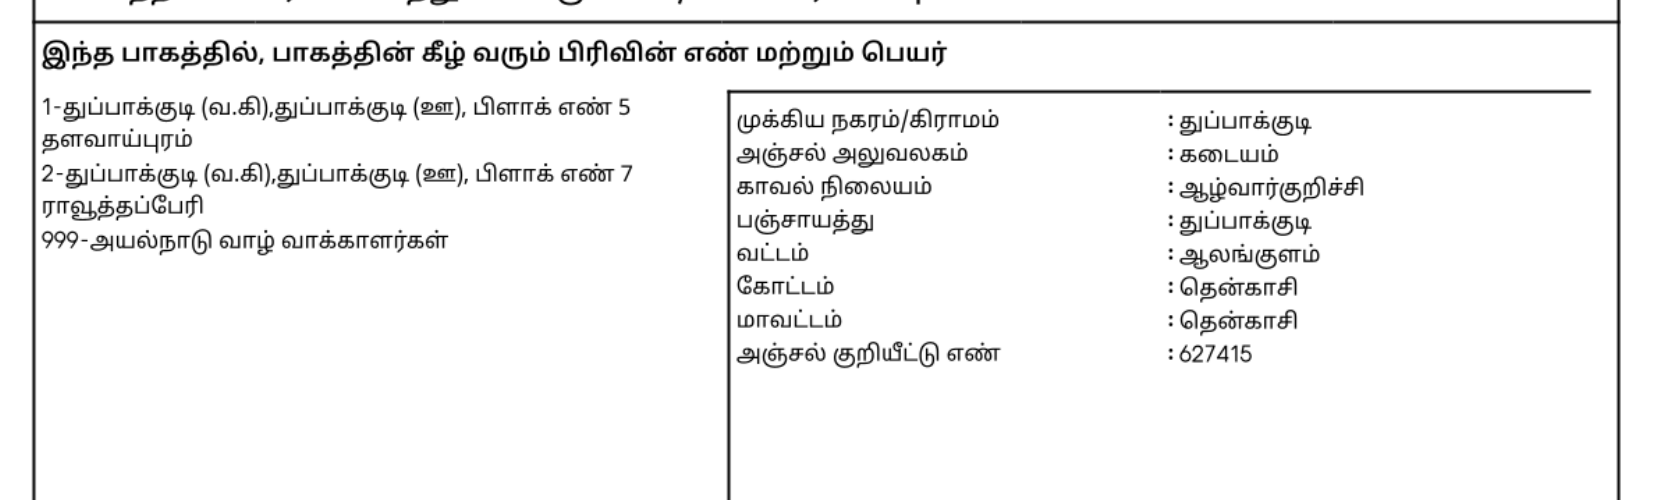 இந்த பாகத்தில், பாகத்தின் கீழ் வரும் பிரிவின் எண் மற்றும் பெயர்
1-துப்பாக்குடி (வ.கி),துப்பாக்குடி (ஊ), பிளாக் எண் 5
தளவாய்புரம்
2-துப்பாக்குடி (வ.கி),துப்பாக்குடி (ஊ), பிளாக் எண் 7
ராவூத்தப்பேரி
999-அயல்நாடு வாழ் வாக்காளர்கள்
முக்கிய நகரம்/கிராமம் : துப்பாக்குடி
அஞ்சல் அலுவலகம் : கடையம்
காவல் நிலையம் : ஆழ்வார்குறிச்சி
பஞ்சாயத்து : துப்பாக்குடி
வட்டம் : ஆலங்குளம்
கோட்டம் : தென்காசி
மாவட்டம் : தென்காசி
அஞ்சல் குறியீட்டு எண் : 627415